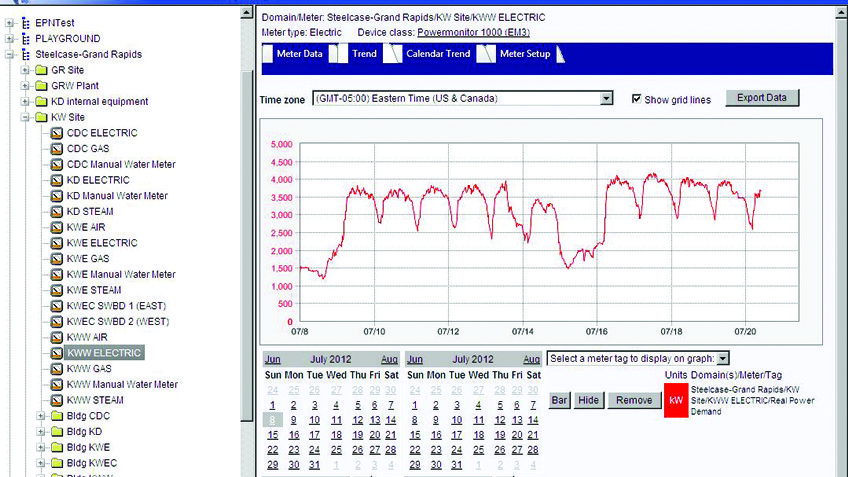 EPNTest
PLAYGROUND
Steelcase-Grand Rapids
GR Site
GRW Plant
KD internal equipment
KW Site
CDC ELECTRIC
CDC GAS
CDC Manual Water Meter
KD ELECTRIC
KD Manual Water Meter
KD STEAM
KWE AIR
KWE ELECTRIC
KWE GAS
KWE Manual Water Meter
KWE STEAM
KWEC SWBD 1 (EAST)
KWEC SWBD 2 (WEST)
KWW AIR
KWW ELECTRIC
KWW GAS
KWW Manual Water Meter
KWW STEAM
Bldg CDC
Bldg KD
Bldg KWE
Bldg KWEC
Domain/Meter: Steelcase-Grand Rapids/KW Site/KWW ELECTRIC
Meter type: Electric Device class: Powermonitor 1000 (EM3)
Meter Data Trend Calendar Trend Meter Setup
Time zone (GMT-05:00) Eastern Time (US & Canada) Show grid lines Export Data
5,000
4,500
4,000
3,500
3,000
2,500
2,000
1,500
1,000
500
0
07/8 07/10 07/12 07/14 07/16 07/18 07/20
Jun July 2012 Aug
Sun Mon Tue Wed Thu Fri Sat
24 25 26 27 28 29 30
1 2 3 4 5 6 7
8 9 10 11 12 13 14
15 16 17 18 19 20 21
22 23 24 25 26 27 28
29 30 31 1 2 3 4
Jun July 2012 Aug
Sun Mon Tue Wed Thu Fri Sat
24 25 26 27 28 29 30
1 2 3 4 5 6 7
8 9 10 11 12 13 14
15 16 17 18 19 20 21
22 23 24 25 26 27 28
29 30 31 1 2 3 4
Select a meter tag to display on graph:
Units Domain(s)/Meter/Tag
Bar Hide Remove
kW
Steelcase-Grand Rapids/KW
Site/KWW ELECTRIC/Real Power
Demand